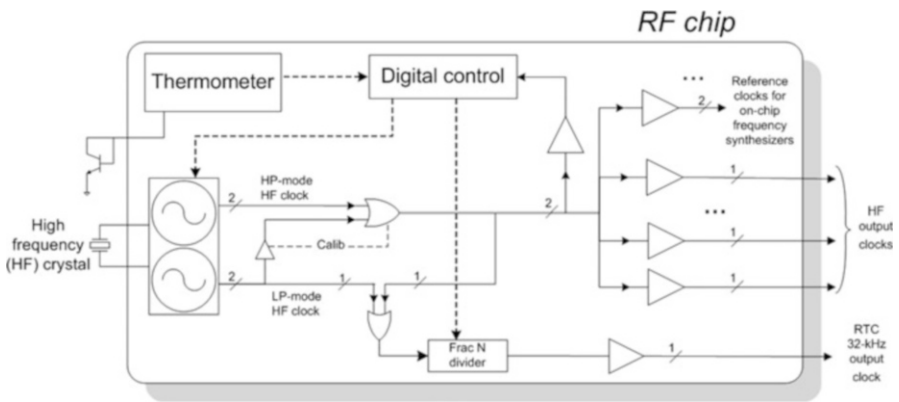 RF chip
Thermometer
Digital control
...
2
Reference
clocks for
on-chip
frequency
synthesizers
HP-mode
HF clock
2
2
1
HF
output
clocks
...
1
1
High
frequency
(HF) crystal
Calib
2
LP-mode
HF clock
1
1
Frac N
divider
1
RTC
32-kHz
output
clock